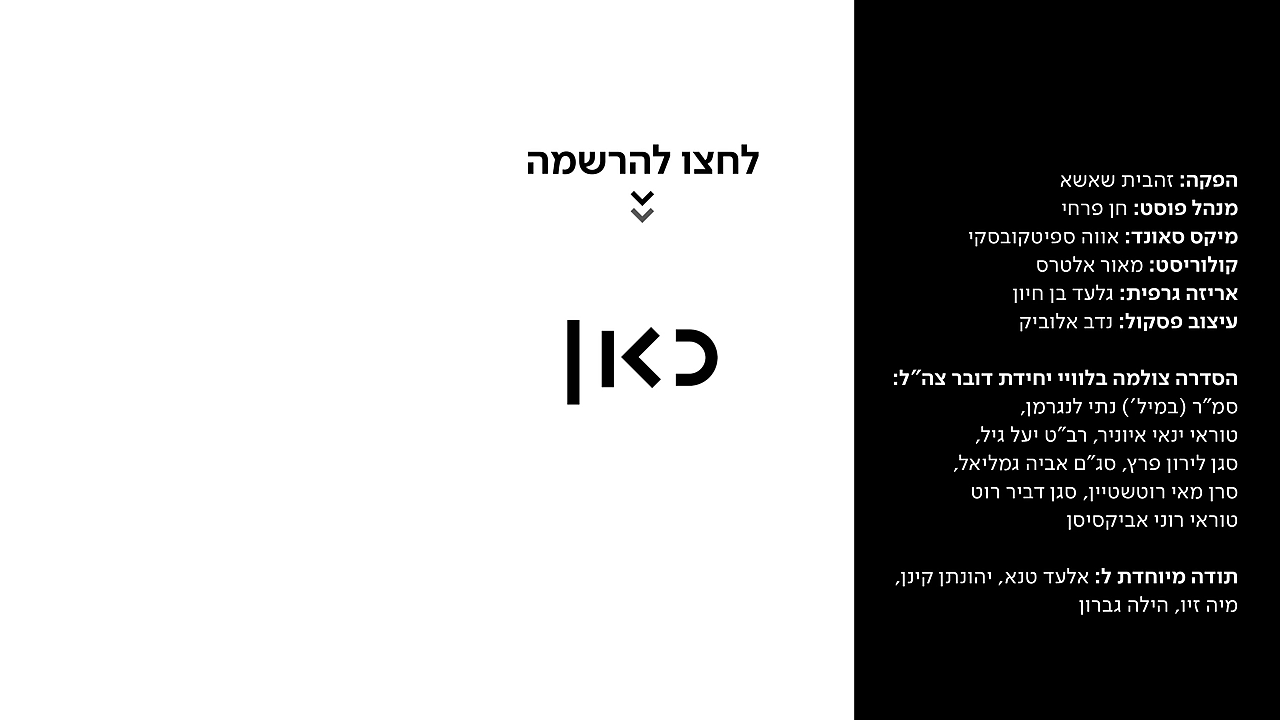 לחצו להרשמה
כאן
הפקה: זהבית שאשא
מנהל פוסט: חן פרחי
מיקס סאונד: אווה ספיטקובסקי
קולוריסט: מאור אלטרס
אריזה גרפית: גלעד בן חיון
עיצוב פסקול: נדב אלוביק
הסדרה צולמה בלוויי יחידת דובר צה״ל:
סמ״ר (במיל׳) נתי לנגרמן,
טוראי ינאי איוניר, רב״ט יעל גיל,
סגן לירון פרץ, סג״ם אביה גמליאל,
סרן מאי רוטשטיין, סגן דביר רוט
טוראי רוני אביקסיסן
תודה מיוחדת ל: אלעד טנא, יהונתן קינן,
מיה זיו, הילה גברון